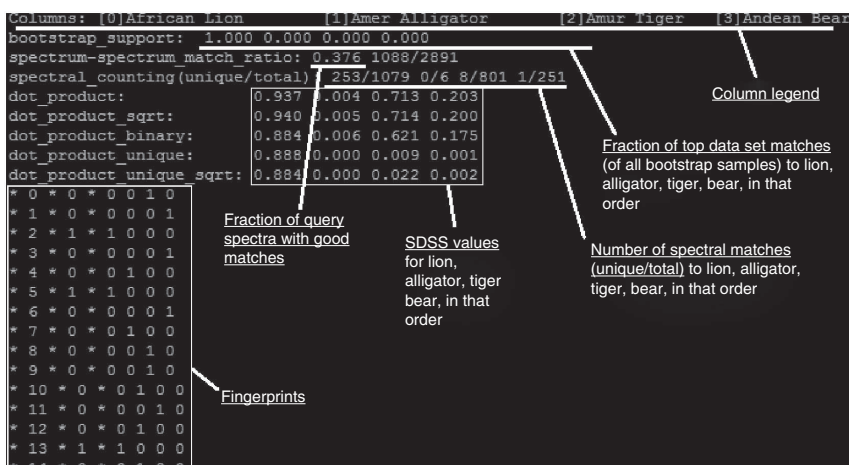 Columns: [0]African Lion [1]Amer Alligator [2]Amur Tiger [3]Andean Bear
bootstrap_support: 1.000 0.000 0.000 0.000
spectrum-spectrum_match_ratio: 0.376 1088/2891
spectral_counting(unique/total): 253/1079 0/6 8/801 1/251
dot_product: 0.937 0.004 0.713 0.203
dot_product_sqrt: 0.940 0.005 0.714 0.200
dot_product_binary: 0.884 0.006 0.621 0.175
dot_product_unique: 0.888 0.000 0.009 0.001
dot_product_unique_sqrt: 0.884 0.000 0.022 0.002
* 0 * 0 * 0 0 1 0
* 1 * 0 * 0 0 0 1
* 2 * 1 * 1 0 0 0
* 3 * 0 * 0 0 0 1
* 4 * 0 * 0 1 0 0
* 5 * 1 * 1 0 0 0
* 6 * 0 * 0 0 0 1
* 7 * 0 * 0 1 0 0
* 8 * 0 * 0 0 1 0
* 9 * 0 * 0 0 1 0
* 10 * 0 * 0 1 0 0
* 11 * 0 * 0 0 1 0
* 12 * 0 * 0 1 0 0
* 13 * 1 * 1 0 0 0
Column legend
Fraction of top data set matches
(of all bootstrap samples) to lion,
alligator, tiger, bear, in that
order
Fraction of query
spectra with good
matches
SDSS values
for lion,
alligator, tiger
bear, in that
order
Number of spectral matches
(unique/total) to lion, alligator,
tiger, bear, in that order
Fingerprints